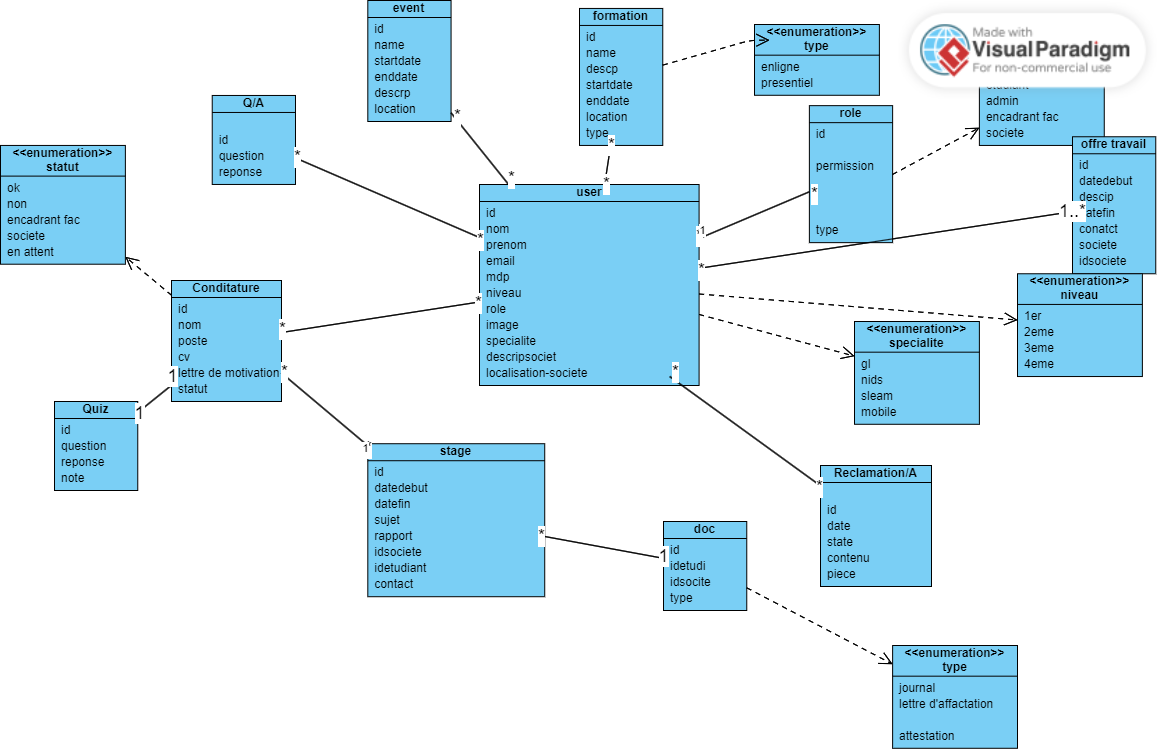 event
id
name
startdate
enddate
descrp
location
*
*
formation
id
name
descp
startdate
enddate
location
type
*
*
<<enumeration>>
type
enligne
presentiel
Made with
Visual Paradigm
For non-commercial use
admin
encadrant fac
societe
role
id
permission
type
*
1
offre travail
id
datedebut
descip
datefin
conatct
societe
idsociete
1..*
*
Q/A
id
question
reponse
*
*
<<enumeration>>
statut
ok
non
encadrant fac
societe
en attent
user
id
nom
prenom
email
mdp
niveau
role
image
specialite
descripsociet
localisation-societe
*
*
<<enumeration>>
niveau
1er
2eme
3eme
4eme
<<enumeration>>
specialite
gl
nids
sleam
mobile
Conditature
id
nom
poste
cv
lettre de motivation
statut
*
*
1
1
Quiz
id
question
reponse
note
1
stage
id
datedebut
datefin
sujet
rapport
idsociete
idetudiant
contact
*
1
doc
id
idetudi
idsocite
type
*
Reclamation/A
id
date
state
contenu
piece
<<enumeration>>
type
journal
lettre d'affactation
attestation